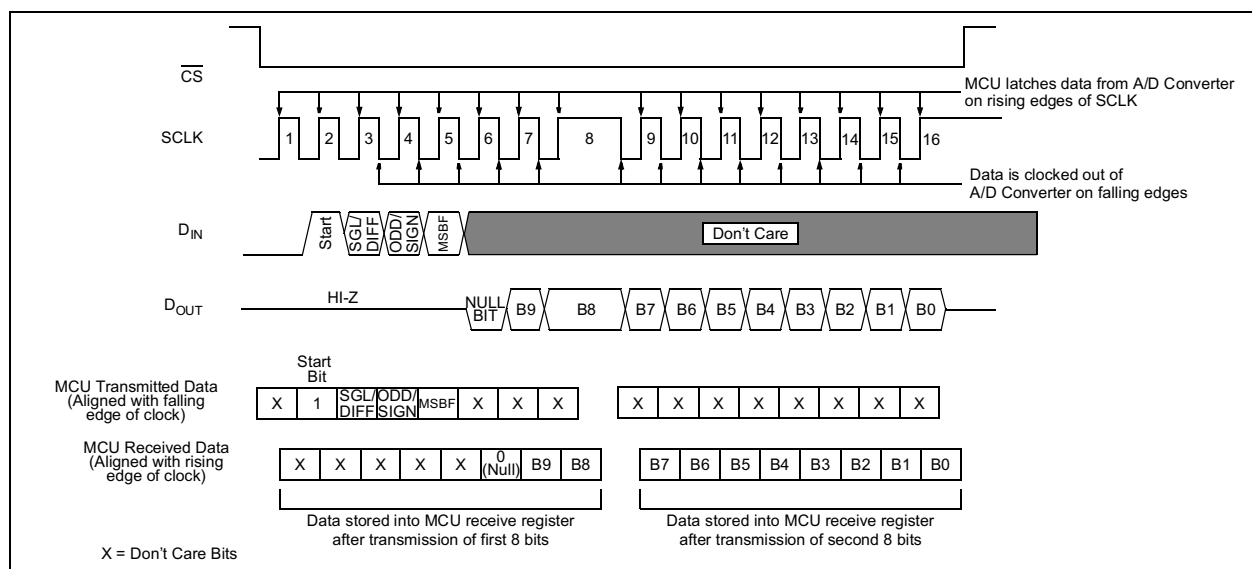 CS
MCU latches data from A/D Converter
on rising edges of SCLK
SCLK
1 2 3 4 5 6 7 8 9 10 11 12 13 14 15 16
Data is clocked out of
A/D Converter on falling edges
DIN
Start
SGL/
DIFF
ODD/
SIGN
MSBF
Don't Care
DOUT
HI-Z
NULL
BIT
B9 B8 B7 B6 B5 B4 B3 B2 B1 B0
Start
Bit
MCU Transmitted Data
(Aligned with falling
edge of clock)
X 1 SGL/
DIFF ODD/
SIGN MSBF X X X X X X X X X X X
MCU Received Data
(Aligned with rising
edge of clock)
X X X X X 0
(Null) B9 B8 B7 B6 B5 B4 B3 B2 B1 B0
Data stored into MCU receive register
after transmission of first 8 bits
Data stored into MCU receive register
after transmission of second 8 bits
X = Don't Care Bits